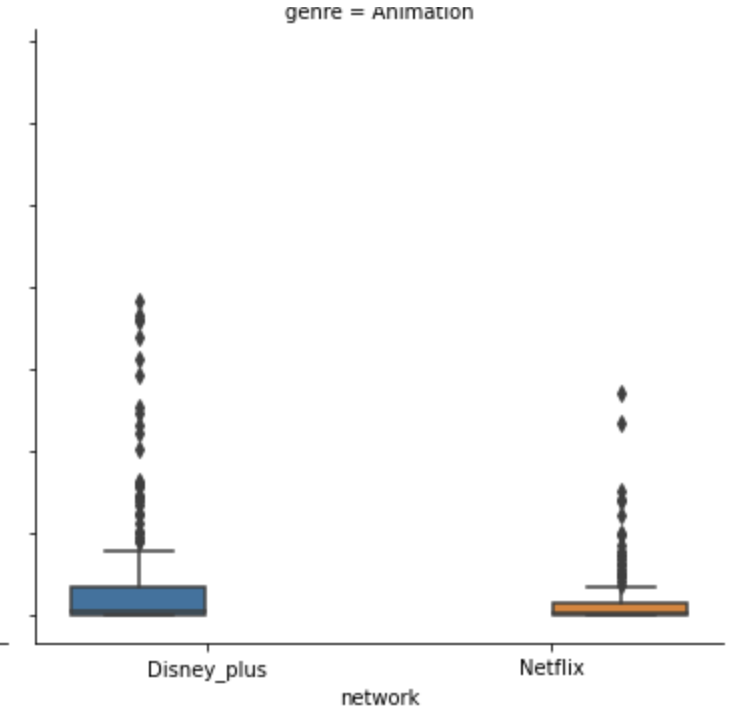 genre = Animation
Disney_plus
Netflix
network